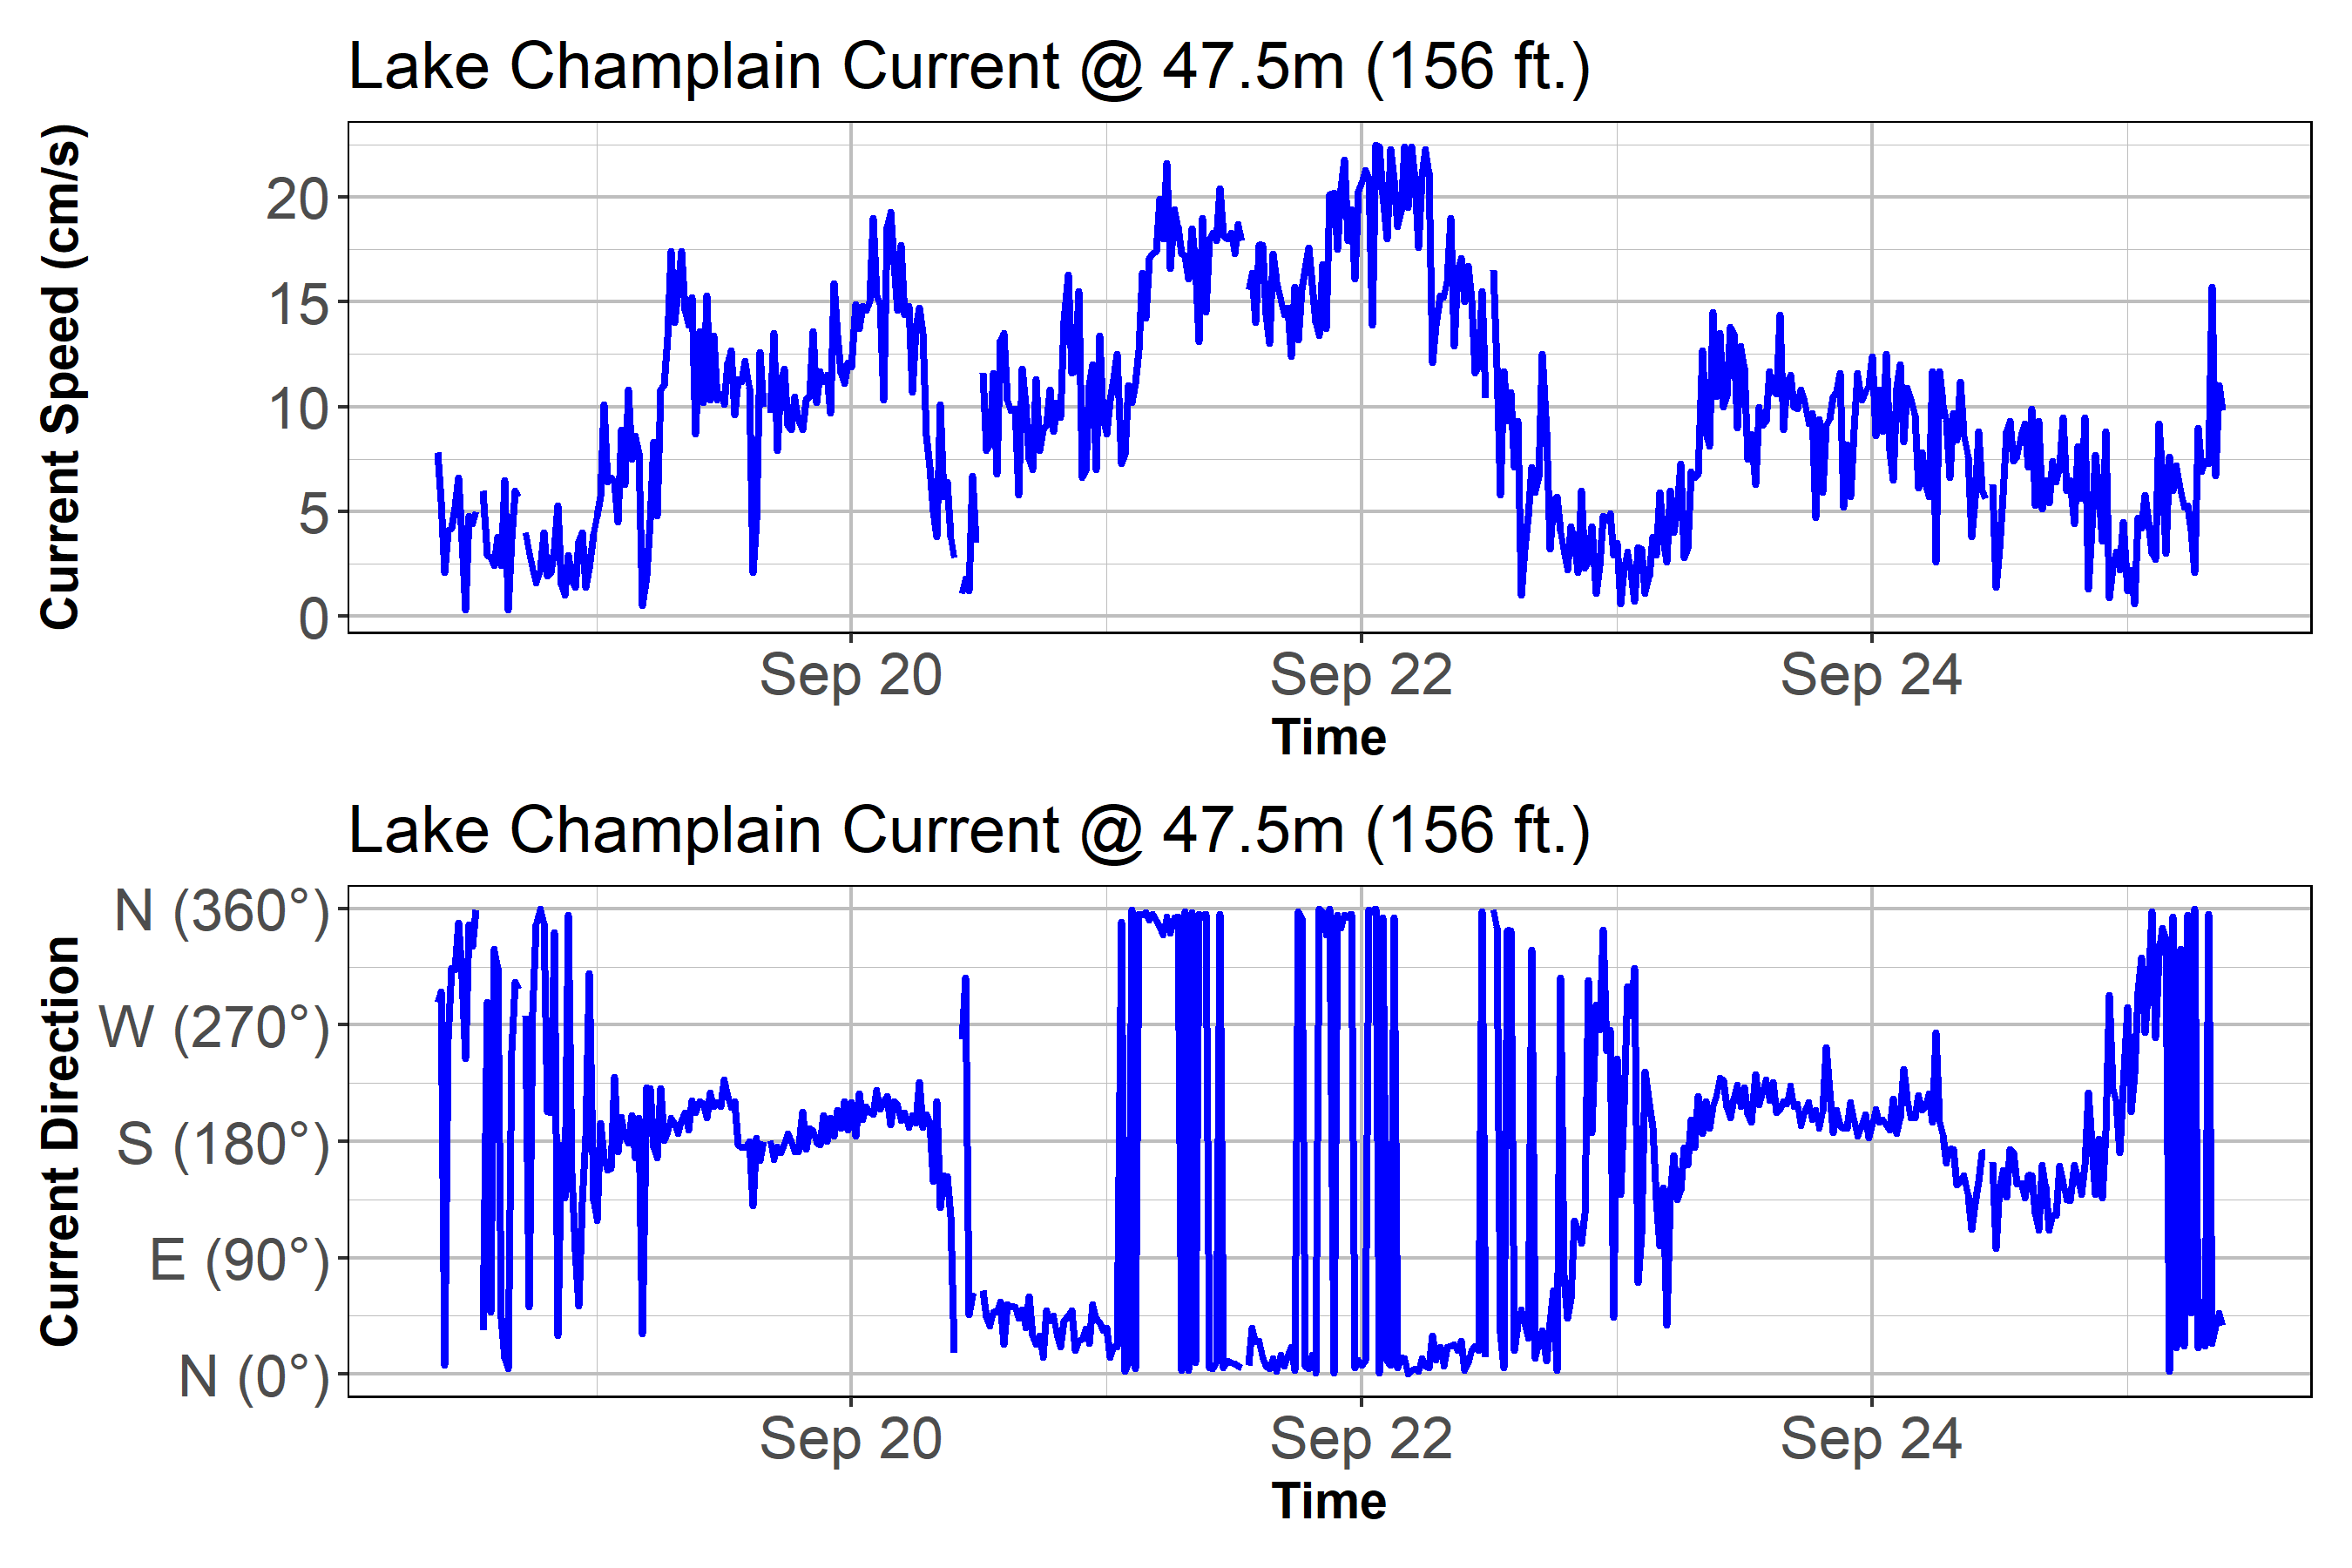 Lake Champlain Current @ 47.5m (156 ft.)
Current Speed (cm/s)
20
15
10
5
0
Sep 20 Sep 22 Sep 24
Time
Lake Champlain Current @ 47.5m (156 ft.)
Current Direction
N (360°)
W (270°)
S (180°)
E (90°)
N (0°)
Sep 20 Sep 22 Sep 24
Time